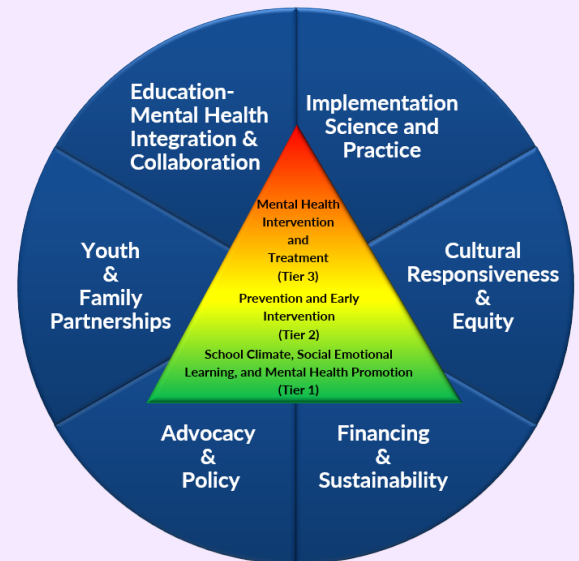 Education-
Mental Health
Integration &
Collaboration
Implementation
Science and
Practice
Mental Health
Intervention
and
Treatment
(Tier 3)
Prevention and Early
Intervention
(Tier 2)
School Climate, Social Emotional
Learning, and Mental Health Promotion
(Tier 1)
Youth
&
Family
Partnerships
Cultural
Responsiveness
&
Equity
Advocacy
&
Policy
Financing
&
Sustainability